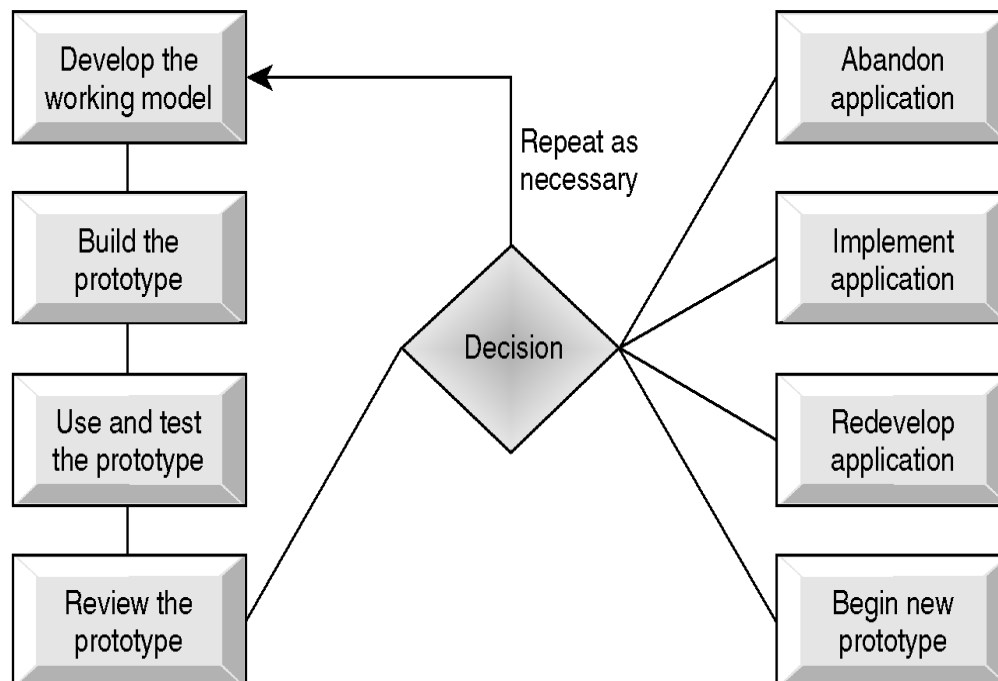 Develop the
working model
Build the
prototype
Use and test
the prototype
Review the
prototype
Repeat as
necessary
Decision
Abandon
application
Implement
application
Redevelop
application
Begin new
prototype